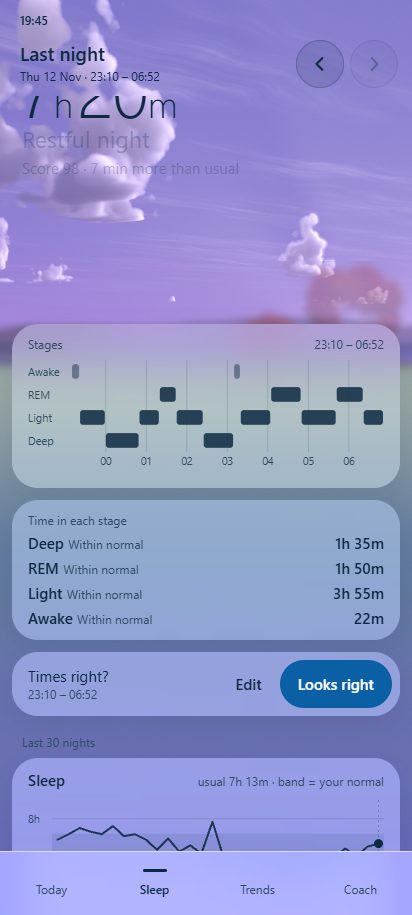 19:45
Last night
Thu 12 Nov · 23:10 – 06:52
7 h 20 m
Restful night
Score 98 · 7 min more than usual
Stages 23:10 – 06:52
Awake
REM
Light
Deep
00 01 02 03 04 05 06
Time in each stage
Deep Within normal 1h 35m
REM Within normal 1h 50m
Light Within normal 3h 55m
Awake Within normal 22m
Times right?
23:10 – 06:52
Edit
Looks right
Last 30 nights
Sleep usual 7h 13m · band = your normal
8h
Today Sleep Trends Coach